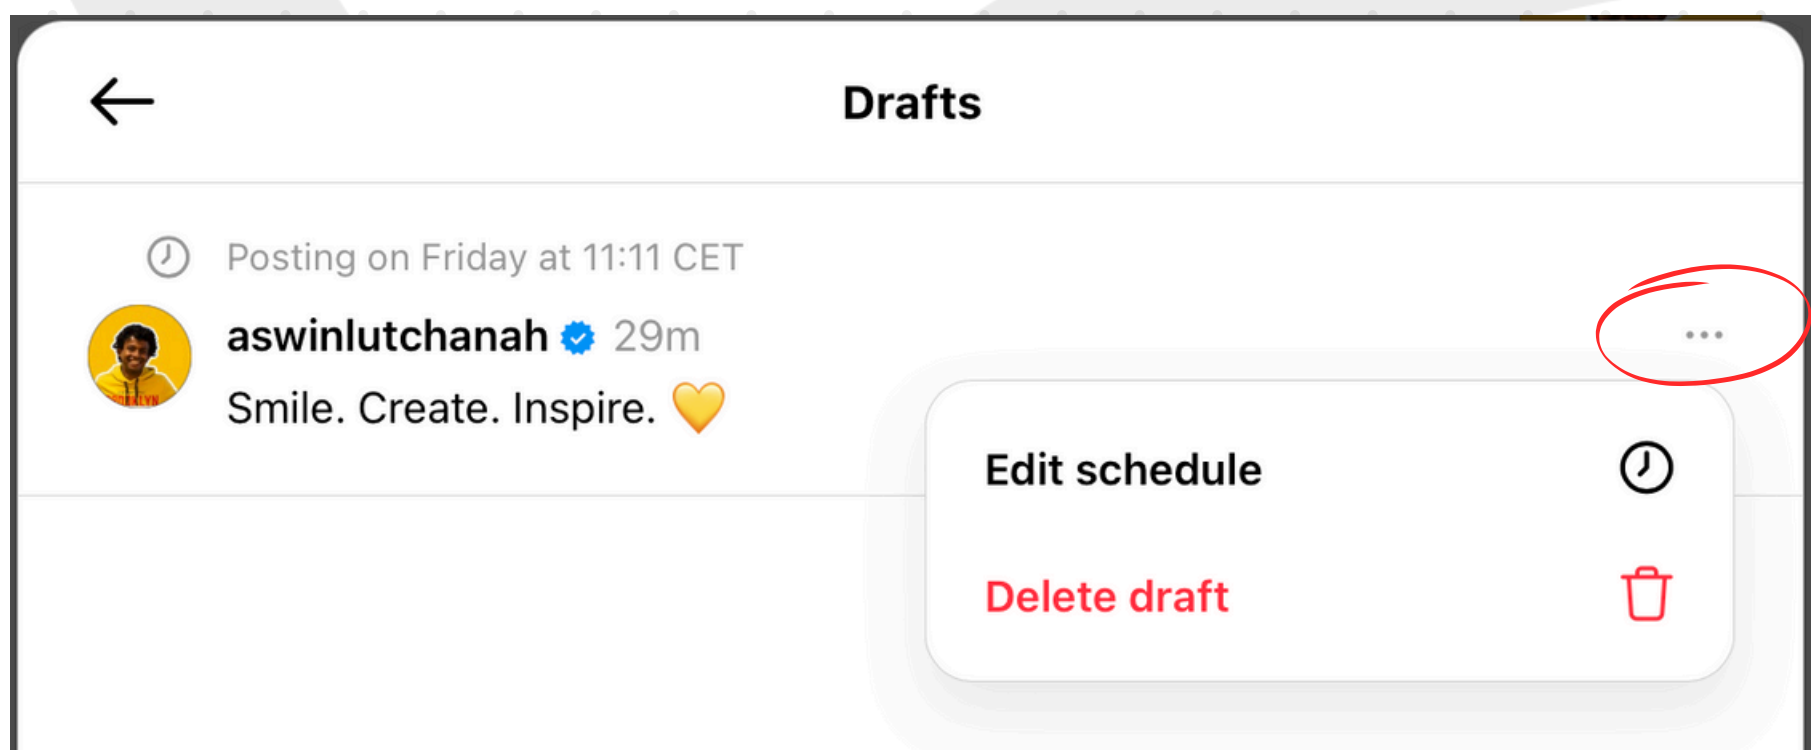 Drafts
Posting on Friday at 11:11 CET
aswinlutchanah 29m
Smile. Create. Inspire. 💛
Edit schedule
Delete draft